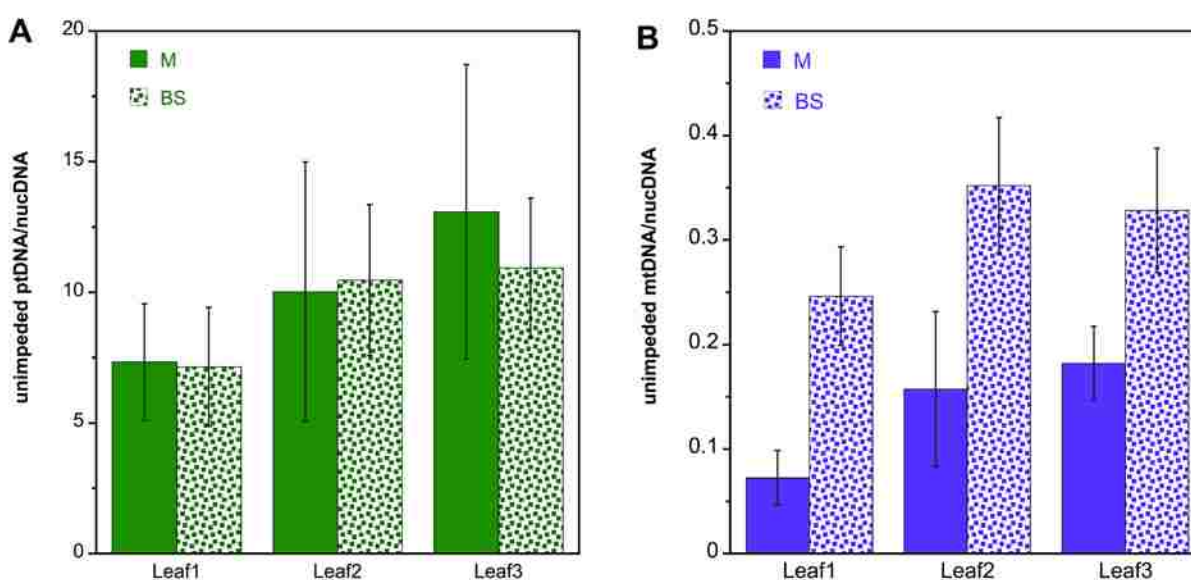 A
unimpeded ptDNA/nucDNA
20
15
10
5
0
M
BS
Leaf1 Leaf2 Leaf3
B
unimpeded mtDNA/nucDNA
0.5
0.4
0.3
0.2
0.1
0
M
BS
Leaf1 Leaf2 Leaf3